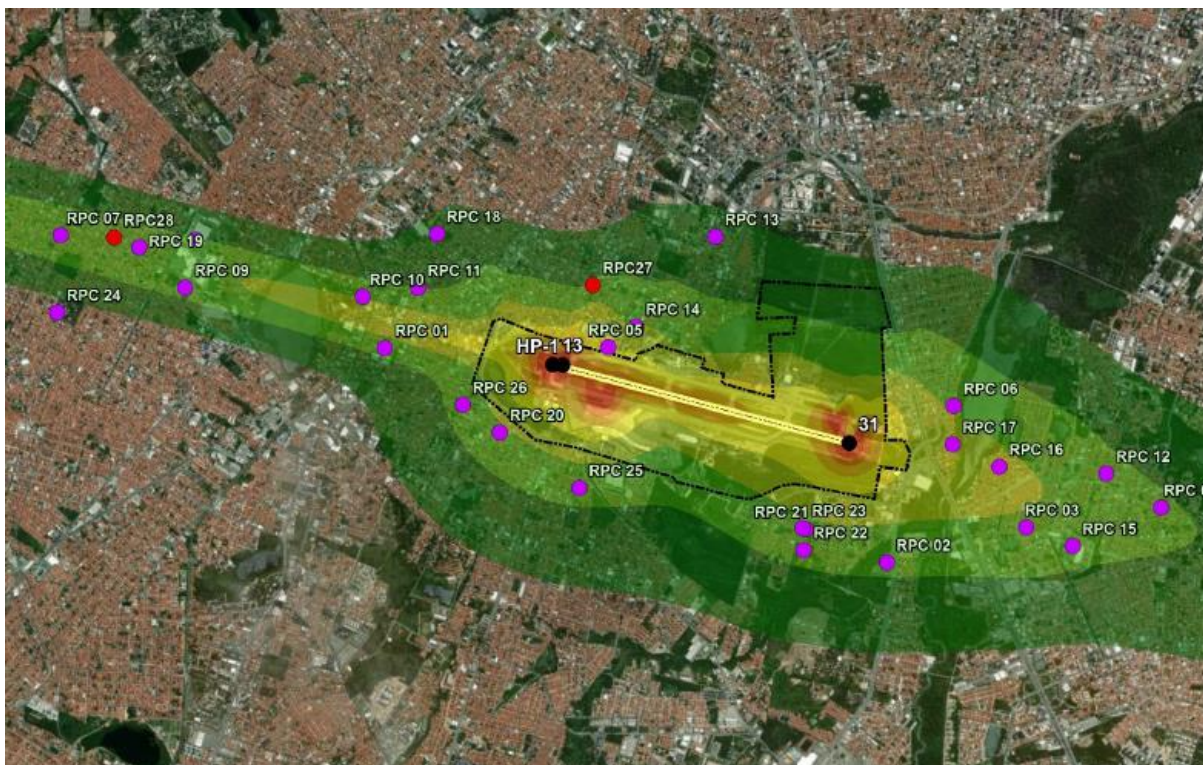 RPC 18
RPC 13
RPC 07
RPC28
RPC 19
RPC 09
RPC 10
RPC 11
RPC27
RPC 24
RPC 14
RPC 01
RPC 05
HP-1
13
RPC 26
RPC 06
RPC 20
31
RPC 17
RPC 16
RPC 12
RPC 25
RPC 21
RPC 23
RPC 03
RPC 22
RPC 15
RPC 02